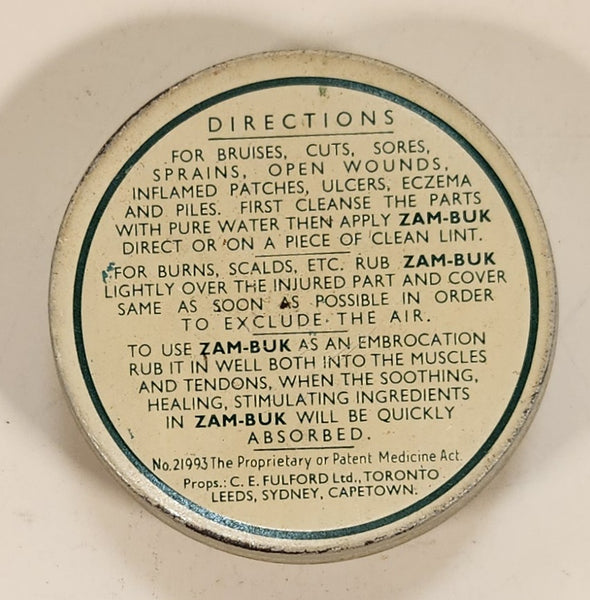 DIRECTIONS
FOR BRUISES, CUTS, SORES,
SPRAINS, OPEN WOUNDS,
INFLAMED PATCHES, ULCERS, ECZEMA
AND PILES. FIRST CLEANSE THE PARTS
WITH PURE WATER THEN APPLY ZAM-BUK
DIRECT OR ON A PIECE OF CLEAN LINT.
FOR BURNS, SCALDS, ETC. RUB ZAM-BUK
LIGHTLY OVER THE INJURED PART AND COVER
SAME AS SOON AS POSSIBLE IN ORDER
TO EXCLUDE THE AIR.
TO USE ZAM-BUK AS AN EMBROCATION
RUB IT IN WELL BOTH INTO THE MUSCLES
AND TENDONS, WHEN THE SOOTHING,
HEALING, STIMULATING INGREDIENTS
IN ZAM-BUK WILL BE QUICKLY
ABSORBED.
No. 21993 The Proprietary or Patent Medicine Act.
Props.: C. E. FULFORD Ltd., TORONTO
LEEDS, SYDNEY, CAPETOWN.